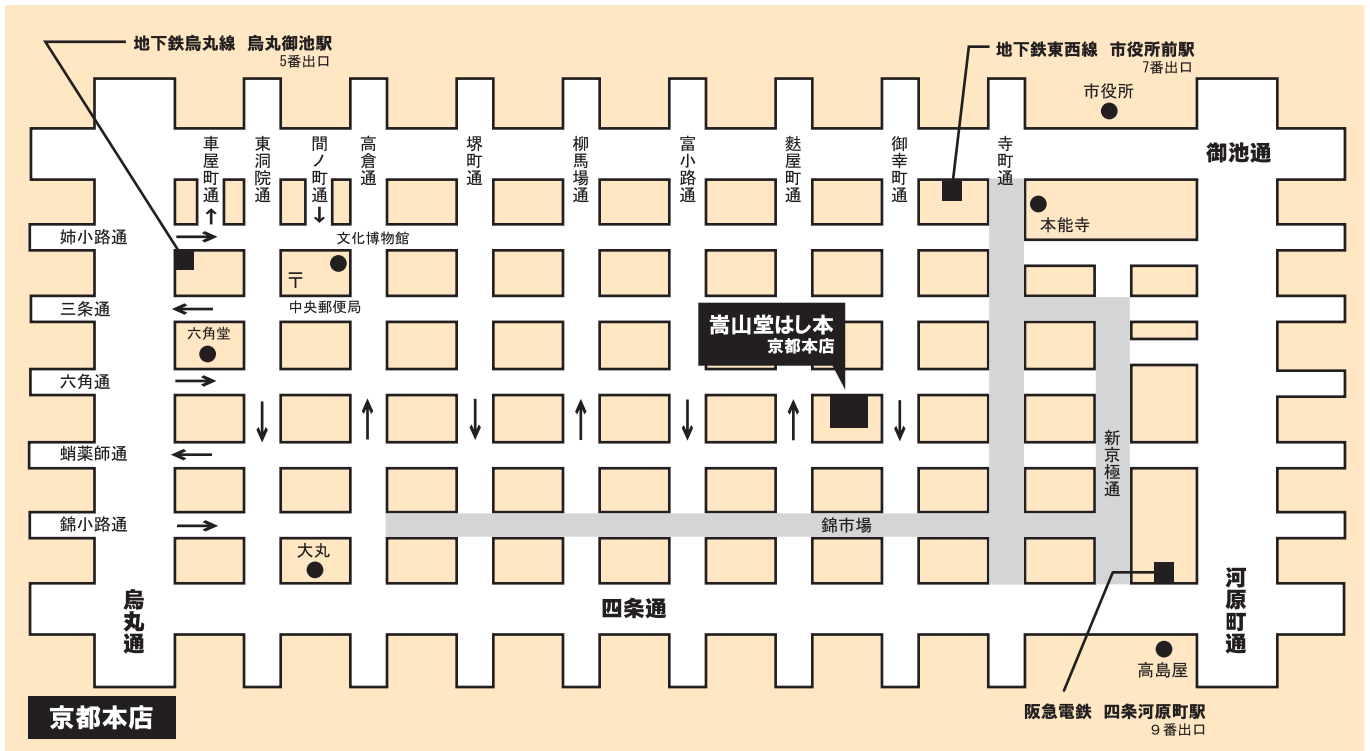 地下鉄烏丸線 烏丸御池駅
5番出口
地下鉄東西線 市役所前駅
7番出口
市役所
御池通
車屋町通
東洞院通
間ノ町通
高倉通
堺町通
柳馬場通
富小路通
麩屋町通
御幸町通
寺町通
本能寺
姉小路通
文化博物館
〒
中央郵便局
三条通
六角堂
嵩山堂はし本
京都本店
六角通
蛸薬師通
新京極通
錦小路通
錦市場
大丸
烏丸通
四条通
河原町通
高島屋
阪急電鉄 四条河原町駅
9番出口
京都本店